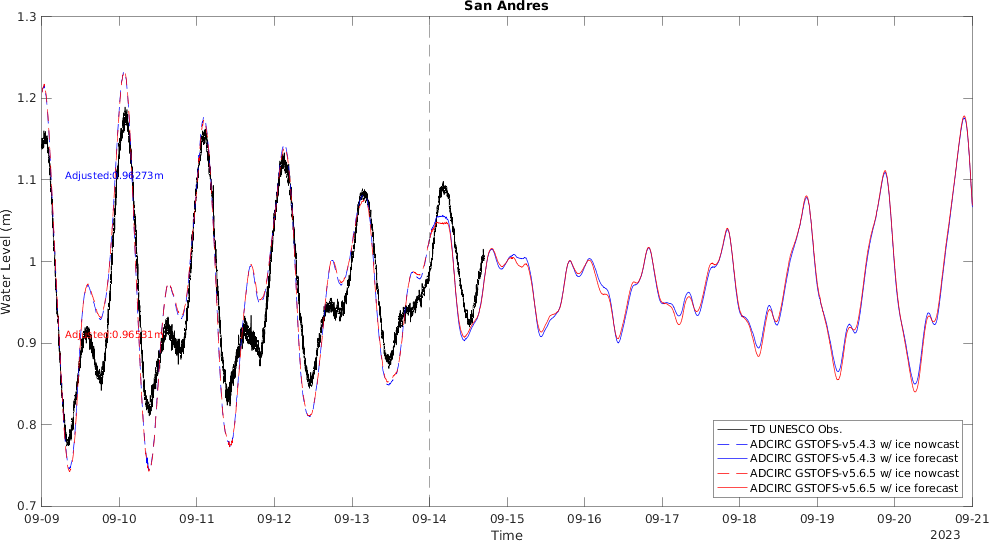 San Andres
1.3
1.2
1.1
1
0.9
0.8
0.7
Water Level (m)
Adjusted:0.96273m
Adjusted:0.96531m
TD UNESCO Obs.
ADCIRC GSTOFS-v5.4.3 w/ ice nowcast
ADCIRC GSTOFS-v5.4.3 w/ ice forecast
ADCIRC GSTOFS-v5.6.5 w/ ice nowcast
ADCIRC GSTOFS-v5.6.5 w/ ice forecast
09-09 09-10 09-11 09-12 09-13 09-14 09-15 09-16 09-17 09-18 09-19 09-20 09-21
Time
2023